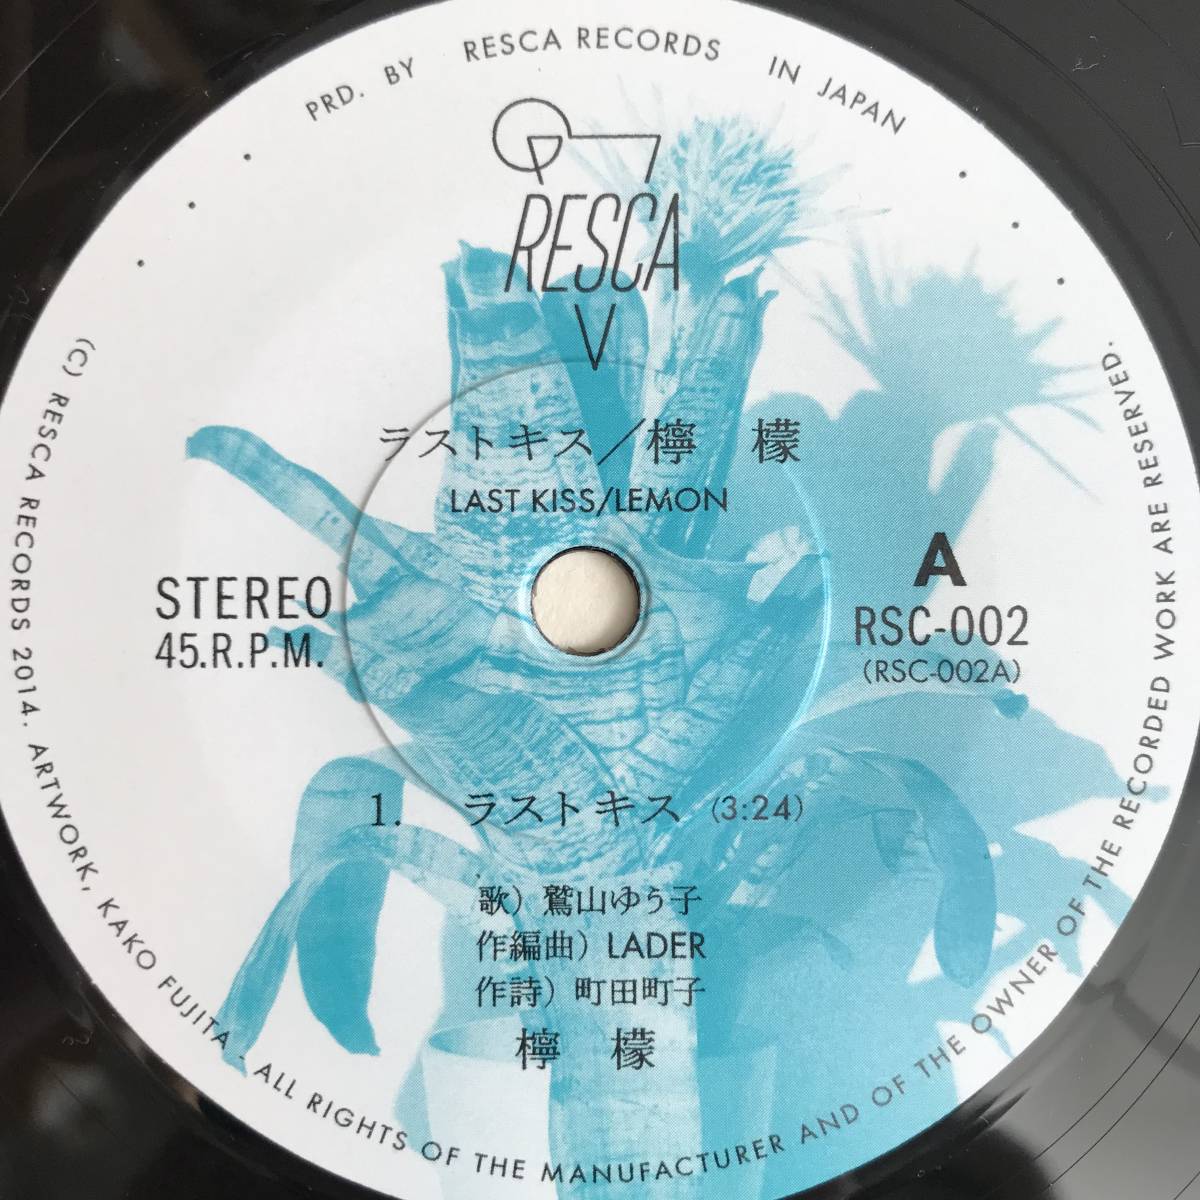 PRD. BY RESCA RECORDS IN JAPAN
RESCA
ラストキス／檸 檬
LAST KISS/LEMON
STEREO
45.R.P.M.
A
RSC-002
(RSC-002A)
1. ラストキス (3:24)
歌）鷲山ゆう子
作編曲）LADER
作詩）町田町子
檸 檬
(C) RESCA RECORDS 2014. ARTWORK, KAKO FUJITA - ALL RIGHTS OF THE MANUFACTURER AND OF THE OWNER OF THE RECORDED WORK ARE RESERVED.